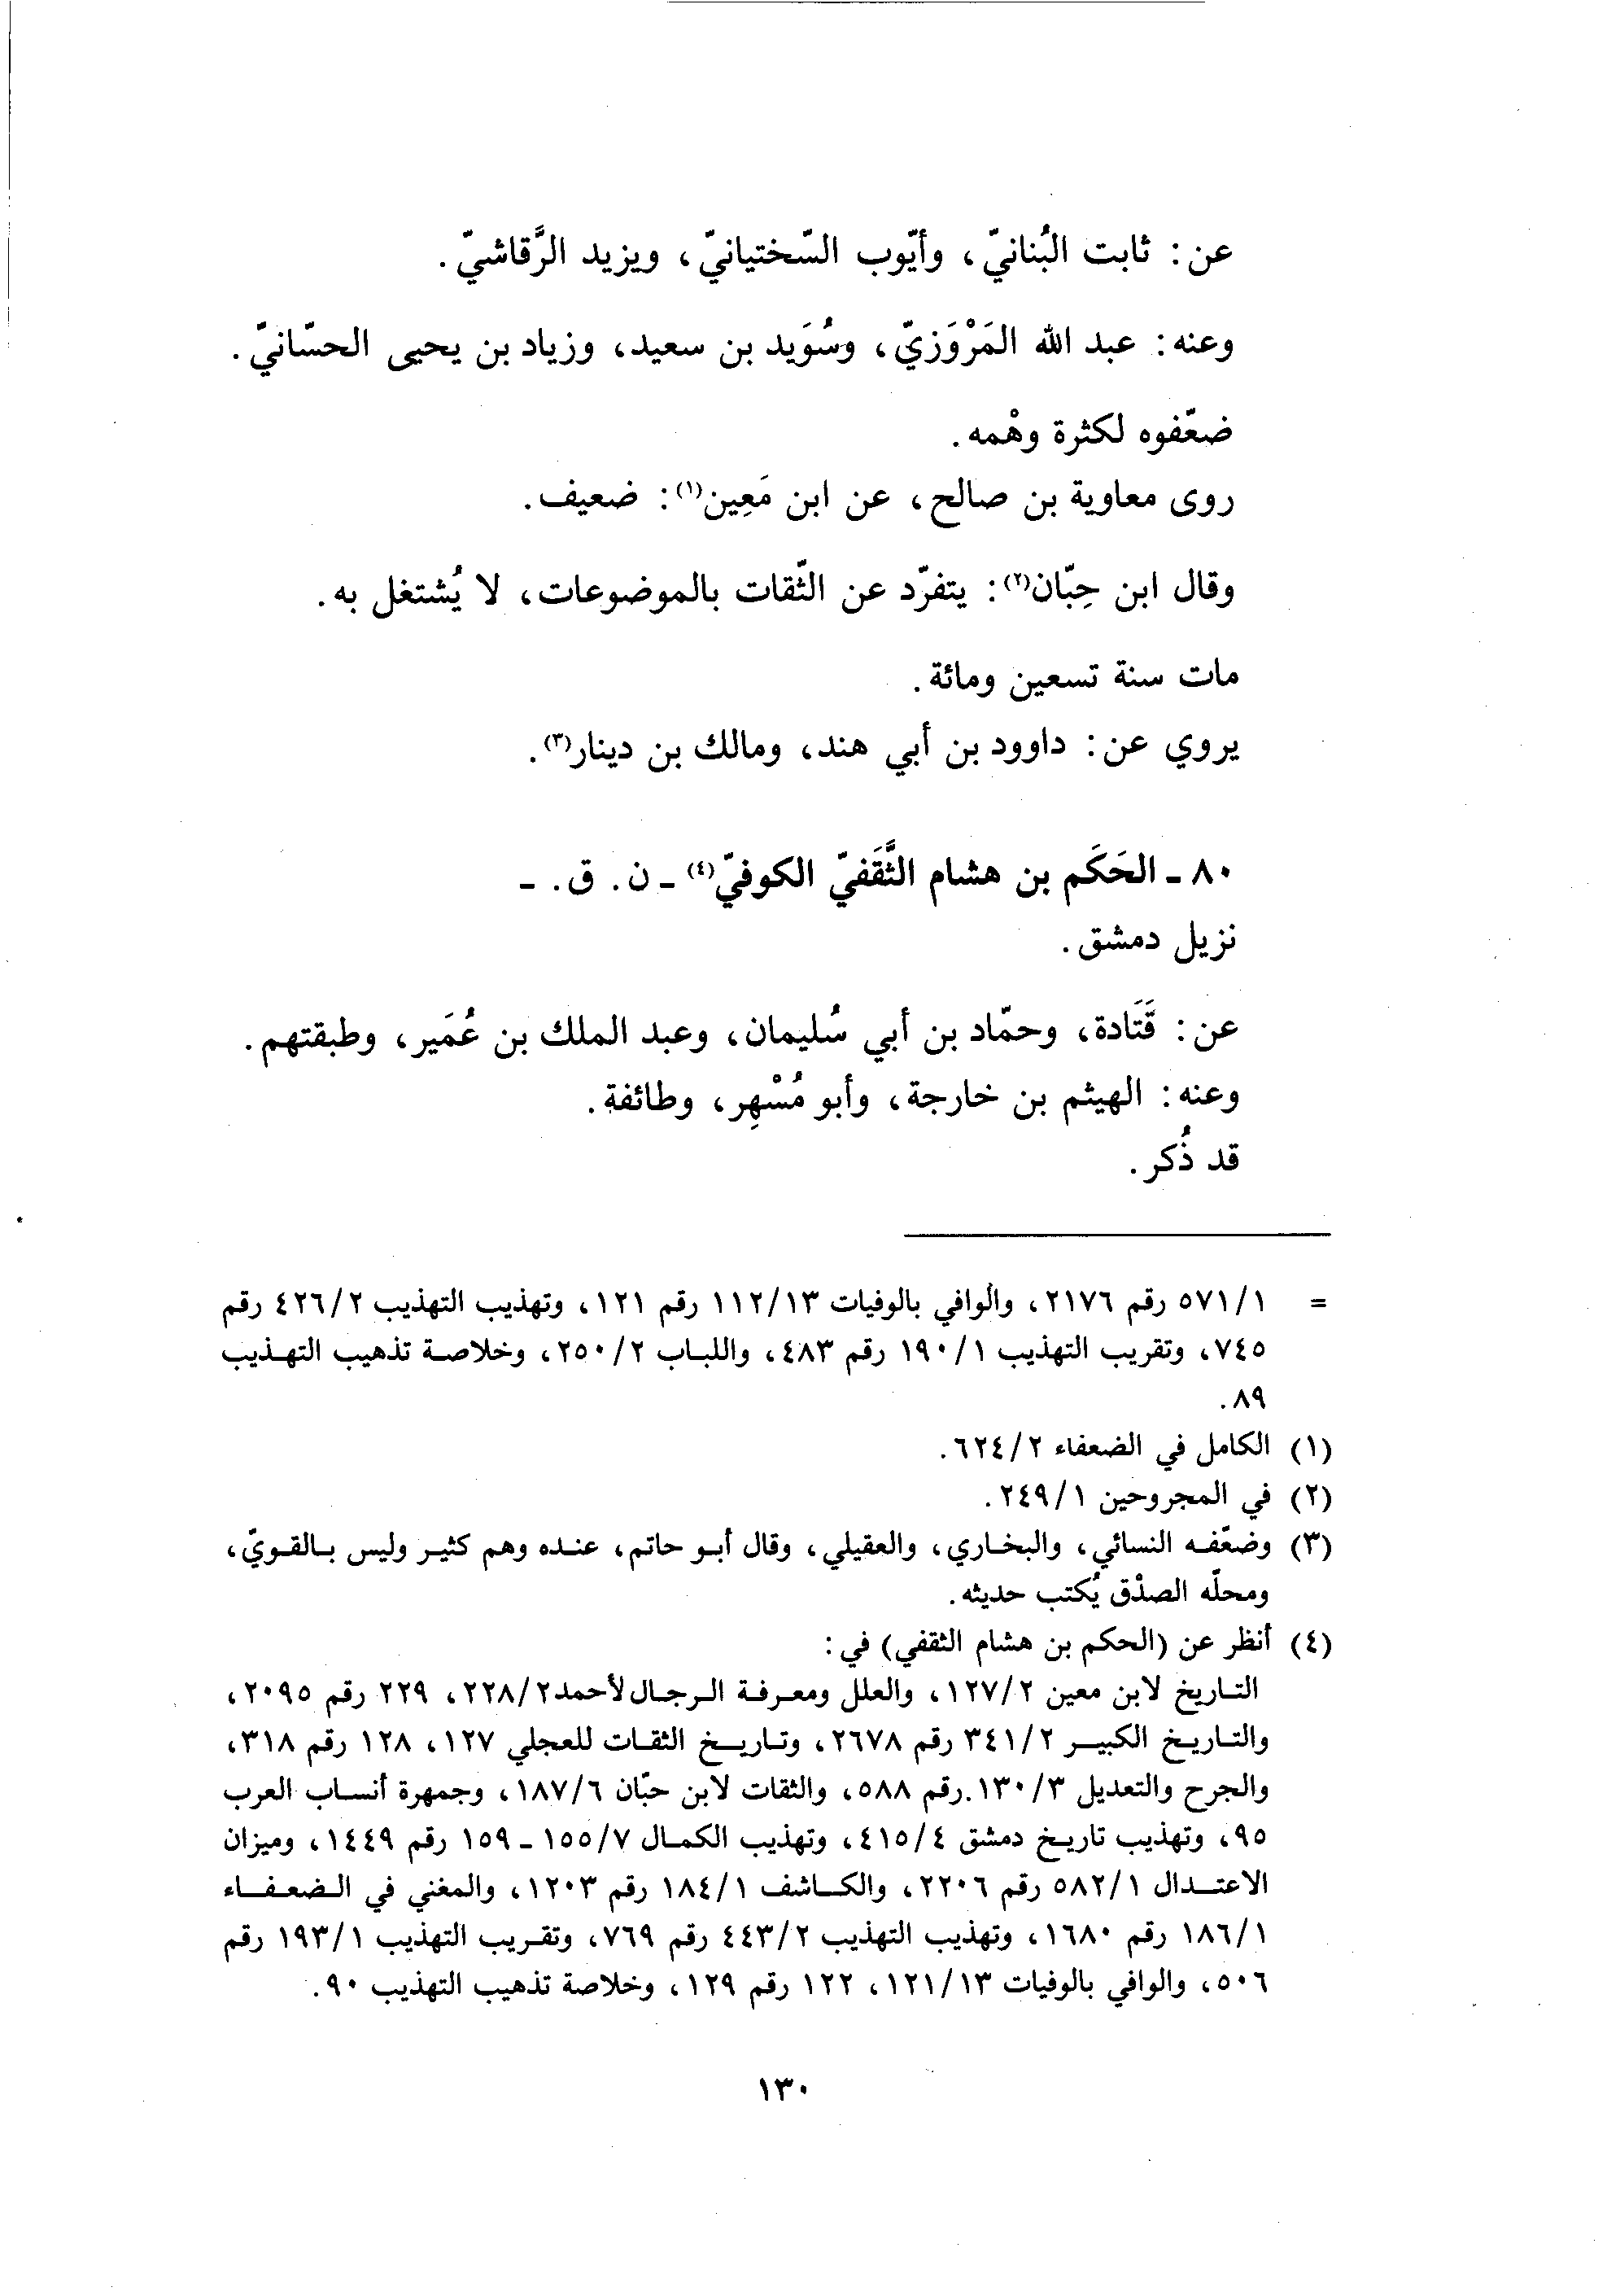 عن: ثابت البُنانيّ، وأيّوب السّختيانيّ، ويزيد الرَّقاشيّ.
وعنه: عبد الله المَرْوَزيّ، وسُوَيد بن سعيد، وزياد بن يحيى الحسّانيّ.
ضعّفوه لكثرة وهْمه.
روى معاوية بن صالح، عن ابن مَعِين(١): ضعيف.
وقال ابن حِبّان(٢): يتفرّد عن الثّقات بالموضوعات، لا يُشتغل به.
مات سنة تسعين ومائة.
يروي عن: داوود بن أبي هند، ومالك بن دينار(٣).
٨٠ ـ الحَكَم بن هشام الثَّقَفيّ الكوفيّ(٤) ـ ن. ق. ـ
نزيل دمشق.
عن: قَتَادة، وحمّاد بن أبي سُليمان، وعبد الملك بن عُمَير، وطبقتهم.
وعنه: الهيثم بن خارجة، وأبو مُسْهِر، وطائفة.
قد ذُكر.
= ٥٧١/١ رقم ٢١٧٦، والوافي بالوفيات ١١٢/١٣ رقم ١٢١، وتهذيب التهذيب ٤٢٦/٢ رقم
٧٤٥، وتقريب التهذيب ١٩٠/١ رقم ٤٨٣، واللباب ٢٥٠/٢، وخلاصة تذهيب التهذيب
٨٩.
(١) الكامل في الضعفاء ٦٢٤/٢.
(٢) في المجروحين ٢٤٩/١.
(٣) وضعّفه النسائي، والبخاري، والعقيلي، وقال أبو حاتم، عنده وهم كثير وليس بالقويّ،
ومحلّه الصدْق يُكتب حديثه.
(٤) أنظر عن (الحكم بن هشام الثقفي) في:
التاريخ لابن معين ١٢٧/٢، والعلل ومعرفة الرجال لأحمد ٢٢٨/٢، ٢٢٩ رقم ٢٠٩٥،
والتاريخ الكبير ٣٤١/٢ رقم ٢٦٧٨، وتاريخ الثقات للعجلي ١٢٧، ١٢٨ رقم ٣١٨،
والجرح والتعديل ١٣٠/٣.رقم ٥٨٨، والثقات لابن حبّان ١٨٧/٦، وجمهرة أنساب العرب
٩٥، وتهذيب تاريخ دمشق ٤١٥/٤، وتهذيب الكمال ١٥٥/٧ ـ ١٥٩ رقم ١٤٤٩، وميزان
الاعتدال ٥٨٢/١ رقم ٢٢٠٦، والكاشف ١٨٤/١ رقم ١٢٠٣، والمغني في الضعفاء
١٨٦/١ رقم ١٦٨٠، وتهذيب التهذيب ٤٤٣/٢ رقم ٧٦٩، وتقريب التهذيب ١٩٣/١ رقم
٥٠٦، والوافي بالوفيات ١٢١/١٣، ١٢٢ رقم ١٢٩، وخلاصة تذهيب التهذيب ٩٠.
١٣٠